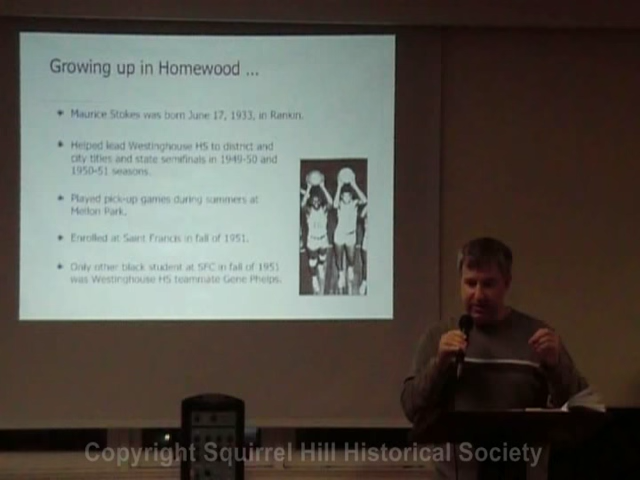 Growing up in Homewood ...
Maurice Stokes was born June 17, 1933, in Rankin.
Helped lead Westinghouse HS to district and
city titles and state semifinals in 1949-50 and
1950-51 seasons.
Played pick-up games during summers at
Mellon Park.
Enrolled at Saint Francis in fall of 1951.
Only other black student at SFC in fall of 1951
was Westinghouse HS teammate Gene Phelps.
Copyright Squirrel Hill Historical Society